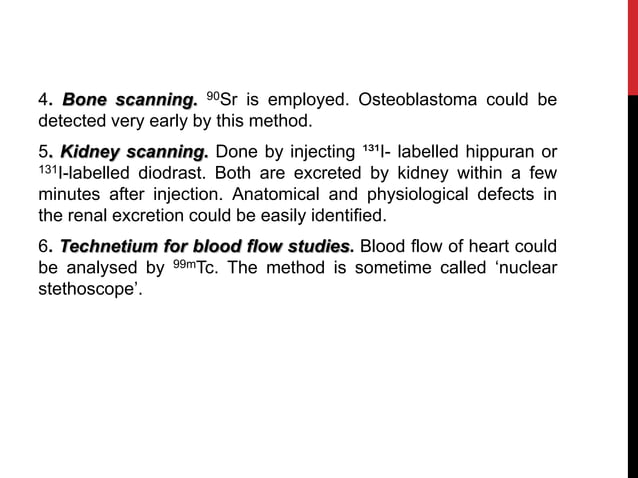 4. Bone scanning. ⁹⁰Sr is employed. Osteoblastoma could be
detected very early by this method.
5. Kidney scanning. Done by injecting ¹³¹I- labelled hippuran or
¹³¹I-labelled diodrast. Both are excreted by kidney within a few
minutes after injection. Anatomical and physiological defects in
the renal excretion could be easily identified.
6. Technetium for blood flow studies. Blood flow of heart could
be analysed by ⁹⁹ᵐTc. The method is sometime called ‘nuclear
stethoscope’.